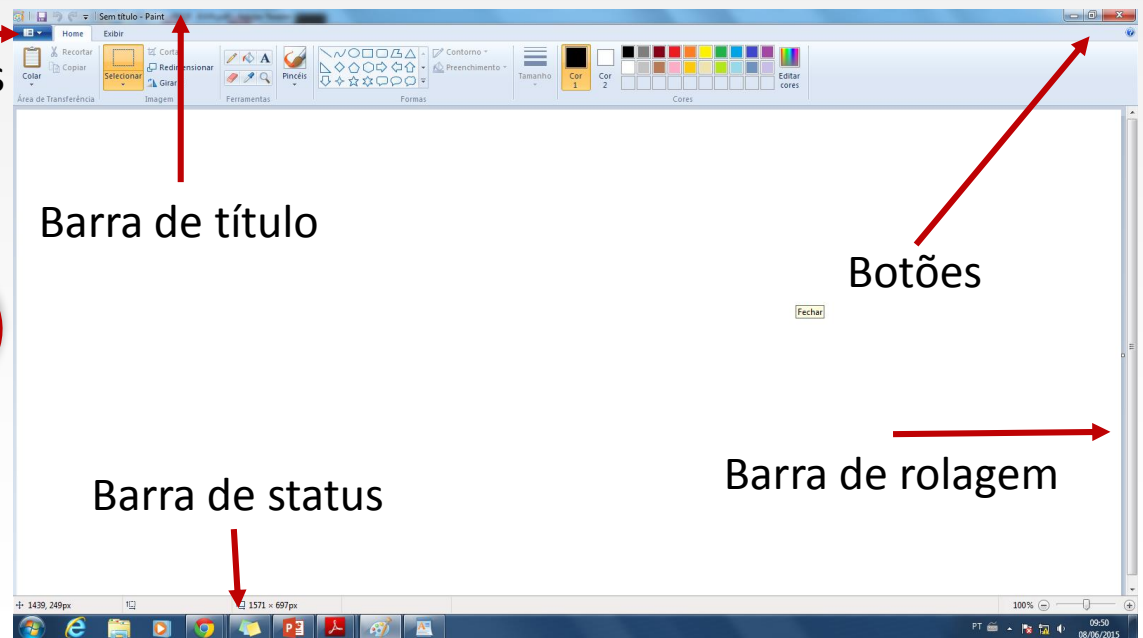 Sem título - Paint
Home Exibir
Colar
Recortar
Copiar
Área de Transferência
Selecionar
Redimensionar
Girar
Imagem
A
Ferramentas
Pincéis
Contorno
Preenchimento
Formas
Tamanho
Cor 1
Cor 2
Editar cores
Cores
s
Barra de título
Botões
Fechar
Barra de rolagem
Barra de status
1439, 249px
1571 × 697px
100%
PT
09:50
08/06/2015